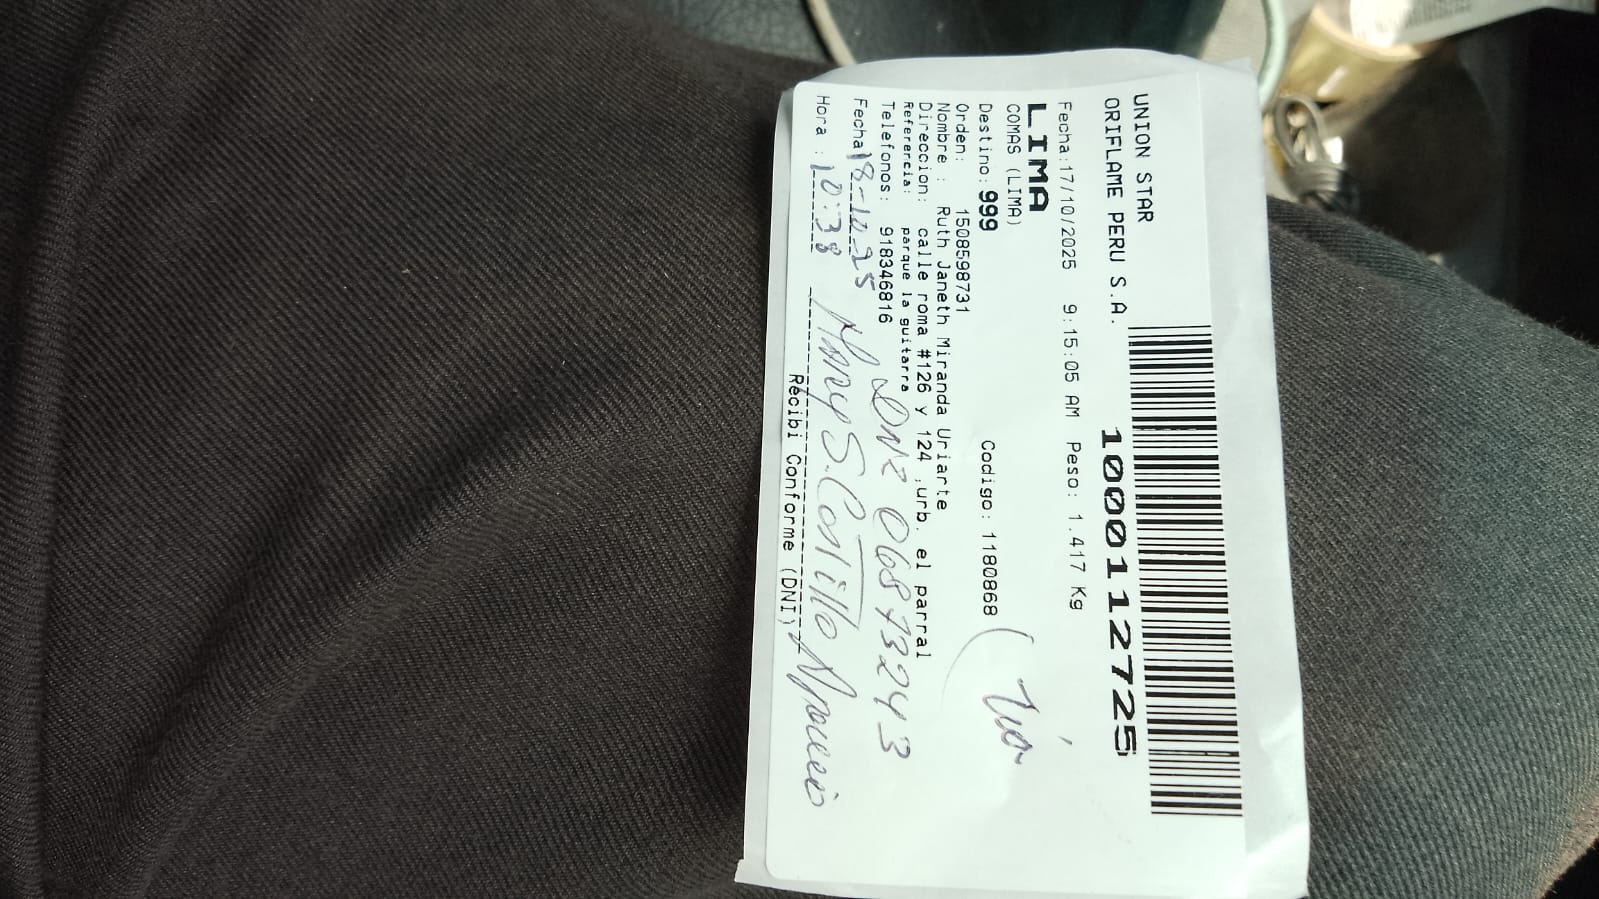 UNION STAR
ORIFLAME PERU S.A.
1000112725
Fecha:17/10/2025 9:15:05 AM Peso: 1.417 Kg
LIMA
COMAS (LIMA)
Destino: 999 Codigo: 1180868
Orden: 1508598731
Nombre : Ruth Janeth Miranda Uriarte
Direccion: calle roma #126 y 124 ,urb. el parral
Referencia: parque la guitarra
Telefonos: 918346816
Fecha 18-10-25
Hora : 10:38
Recibi Conforme (DNI)